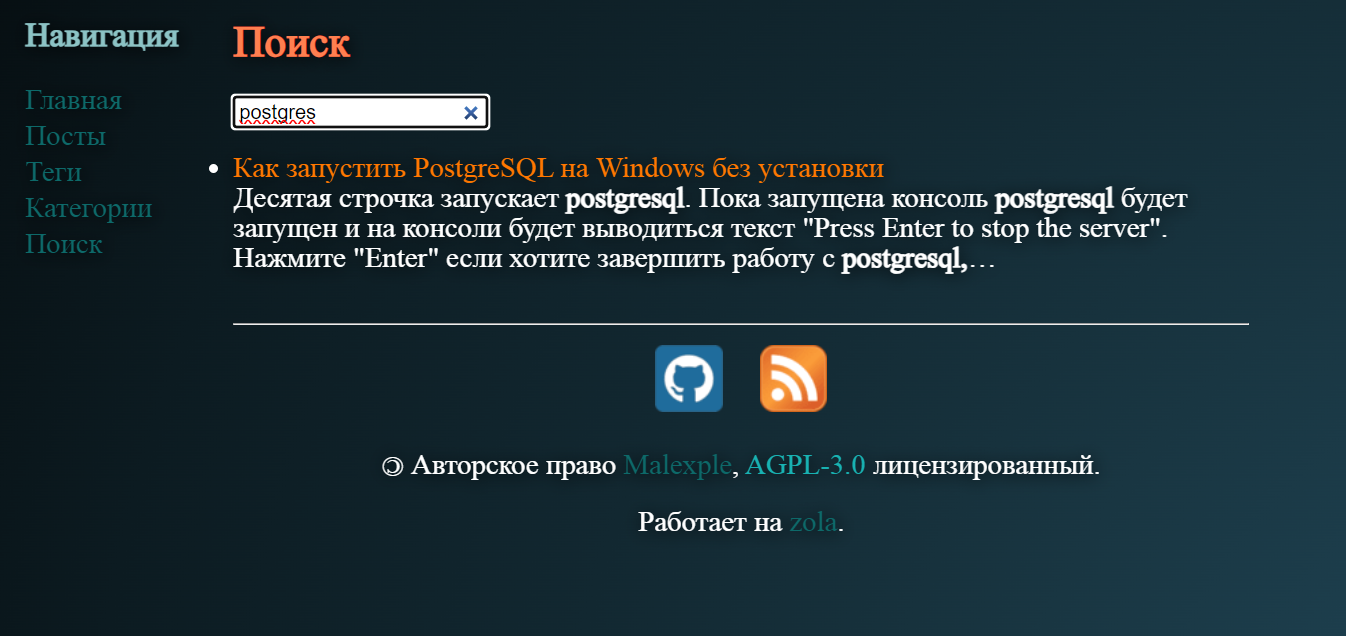 Навигация
Главная
Посты
Теги
Категории
Поиск
Поиск
postgres
Как запустить PostgreSQL на Windows без установки
Десятая строчка запускает postgresql. Пока запущена консоль postgresql будет
запущен и на консоли будет выводиться текст "Press Enter to stop the server".
Нажмите "Enter" если хотите завершить работу с postgresql,…
🄯 Авторское право Malexple, AGPL-3.0 лицензированный.
Работает на zola.